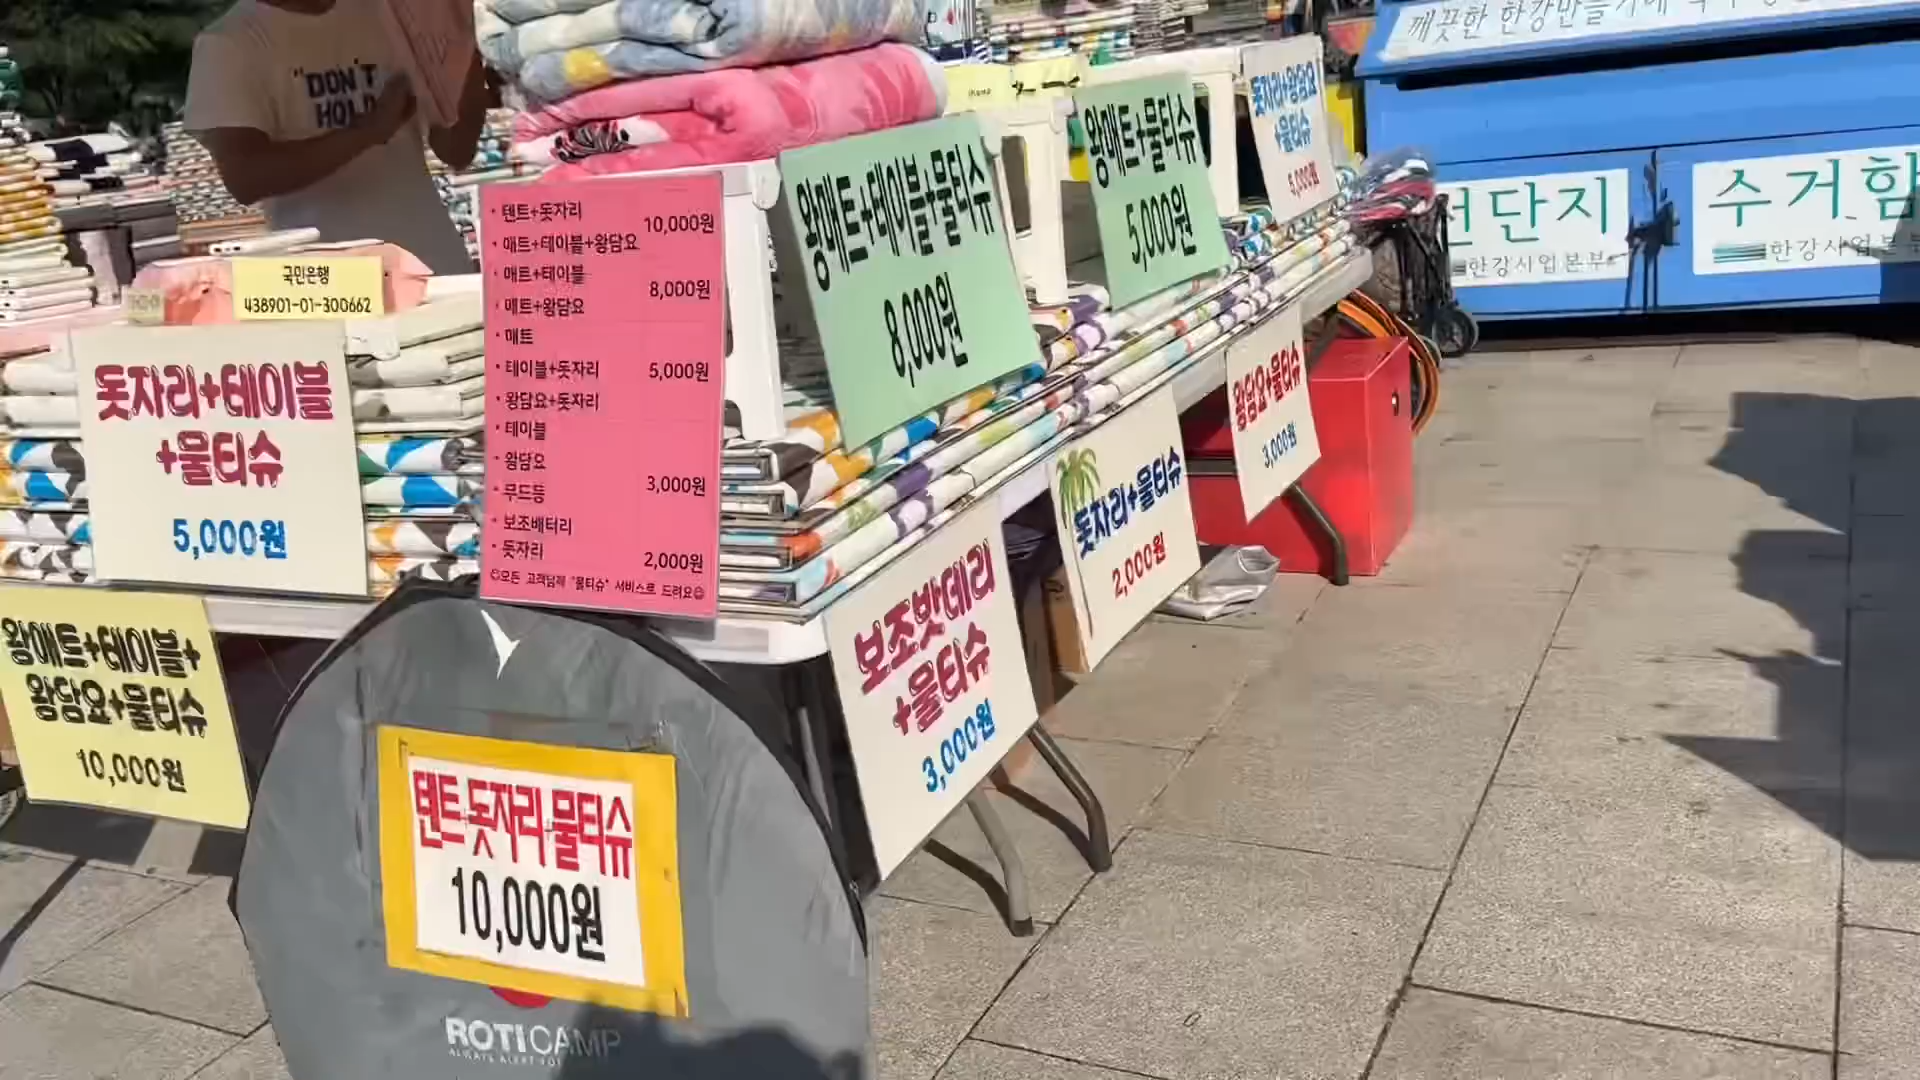 깨끗한 한강만들기에
"DON'T
HOLD
왕매트+물티슈
5,000원
돗자리+왕담요
+물티슈
5,000원
왕매트+테이블+물티슈
8,000원
전단지
한강사업본부
수거함
한강사업본부
국민은행
438901-01-300662
• 텐트+돗자리
10,000원
• 매트+테이블+왕담요
• 매트+테이블
8,000원
• 매트+왕담요
• 매트
• 테이블+돗자리
5,000원
• 왕담요+돗자리
• 테이블
• 왕담요
• 무드등
3,000원
• 보조배터리
• 돗자리
2,000원
☺모든 고객님께 "물티슈" 서비스로 드려요☺
돗자리+테이블
+물티슈
5,000원
왕담요+물티슈
3,000원
돗자리+물티슈
2,000원
보조밧데리
+물티슈
3,000원
왕매트+테이블+
왕담요+물티슈
10,000원
텐트+돗자리+물티슈
10,000원
ROTICAMP